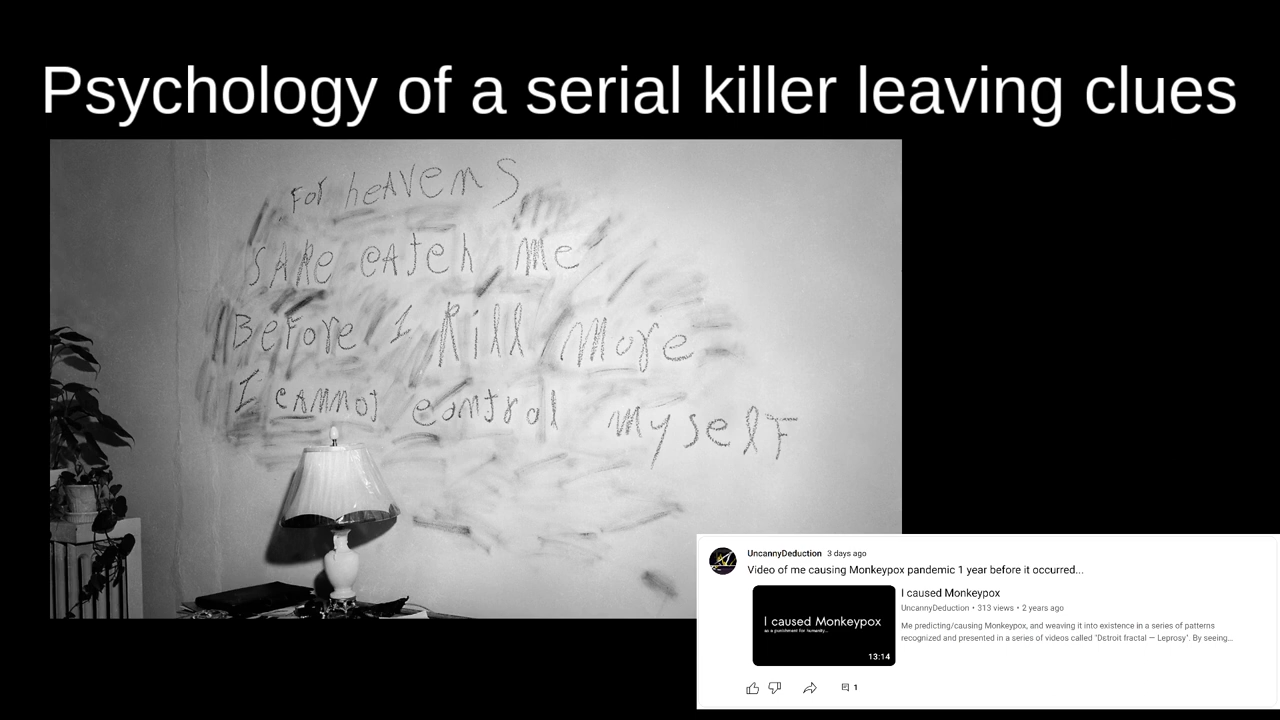 Psychology of a serial killer leaving clues
For heAVenS
SAKe cATch Me
BeFore I Kill More
I cAnnoT conTrol MyselF
UncannyDeduction 3 days ago
Video of me causing Monkeypox pandemic 1 year before it occurred...
I caused Monkeypox
as a punishment for humanity...
13:14
I caused Monkeypox
UncannyDeduction • 313 views • 2 years ago
Me predicting/causing Monkeypox, and weaving it into existence in a series of patterns
recognized and presented in a series of videos called "Dstroit fractal — Leprosy". By seeing...
1